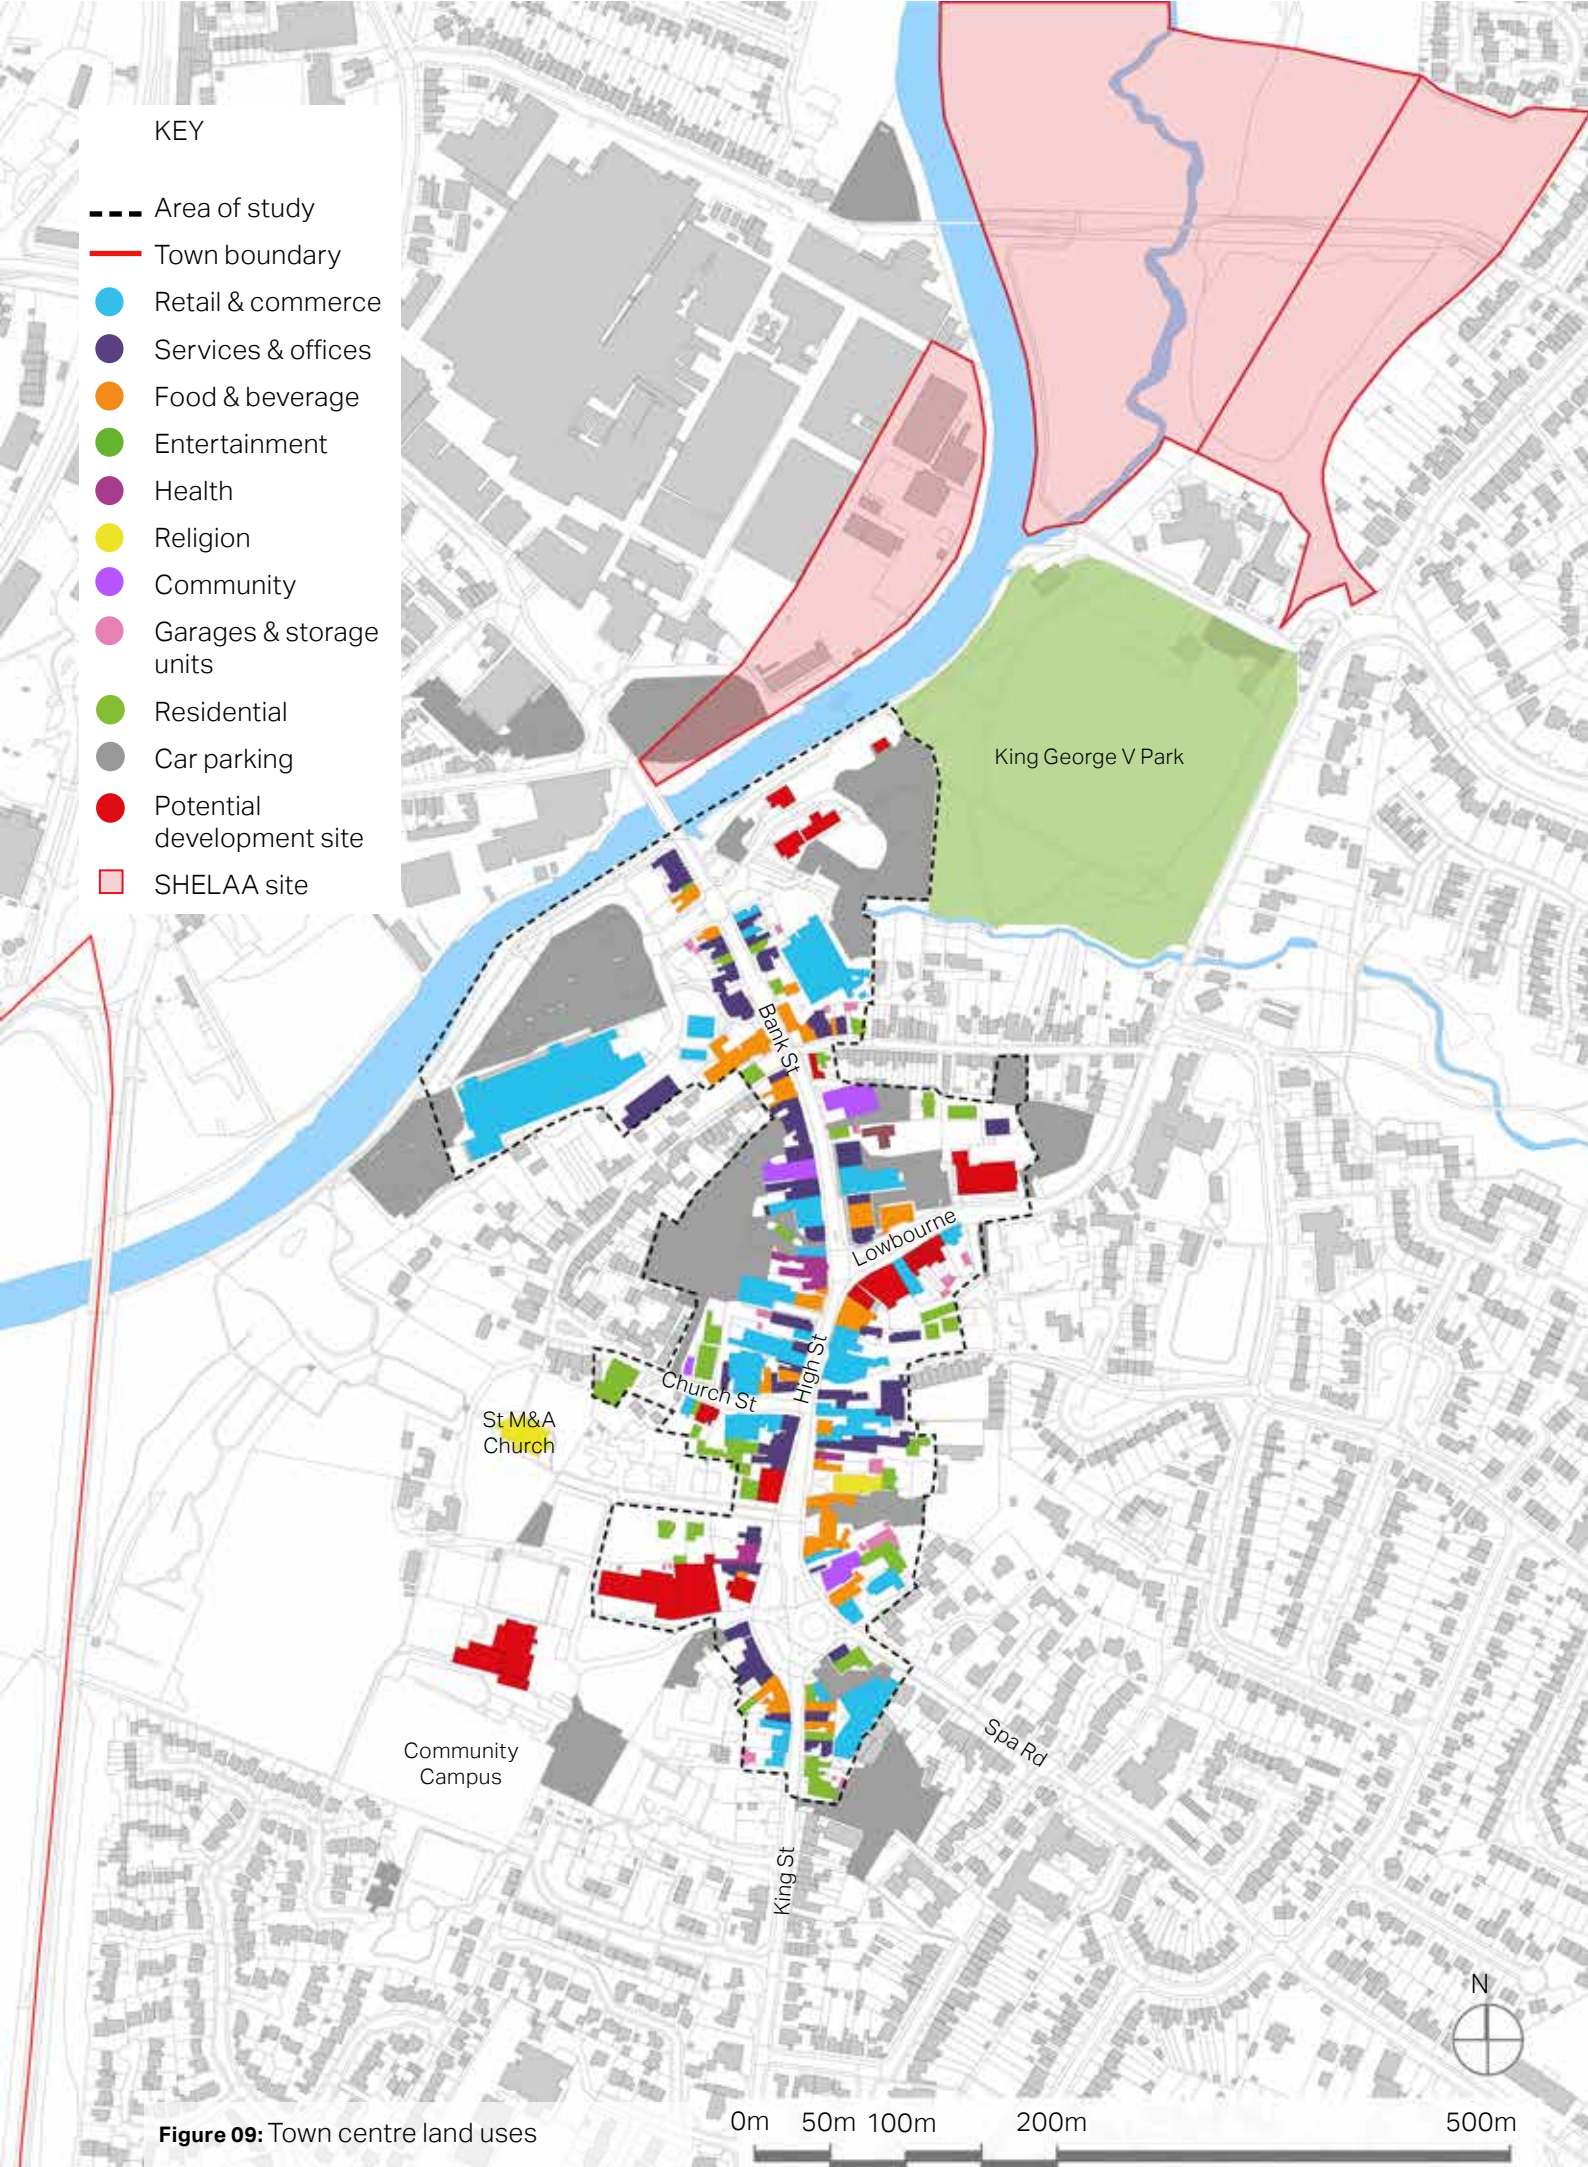 KEY
Area of study
Town boundary
Retail & commerce
Services & offices
Food & beverage
Entertainment
Health
Religion
Community
Garages & storage
units
Residential
Car parking
Potential
development site
SHELAA site
King George V Park
Bank St
Lowbourne
High St
Church St
St M&A
Church
Community
Campus
Spa Rd
King St
N
0m 50m 100m 200m 500m
Figure 09: Town centre land uses